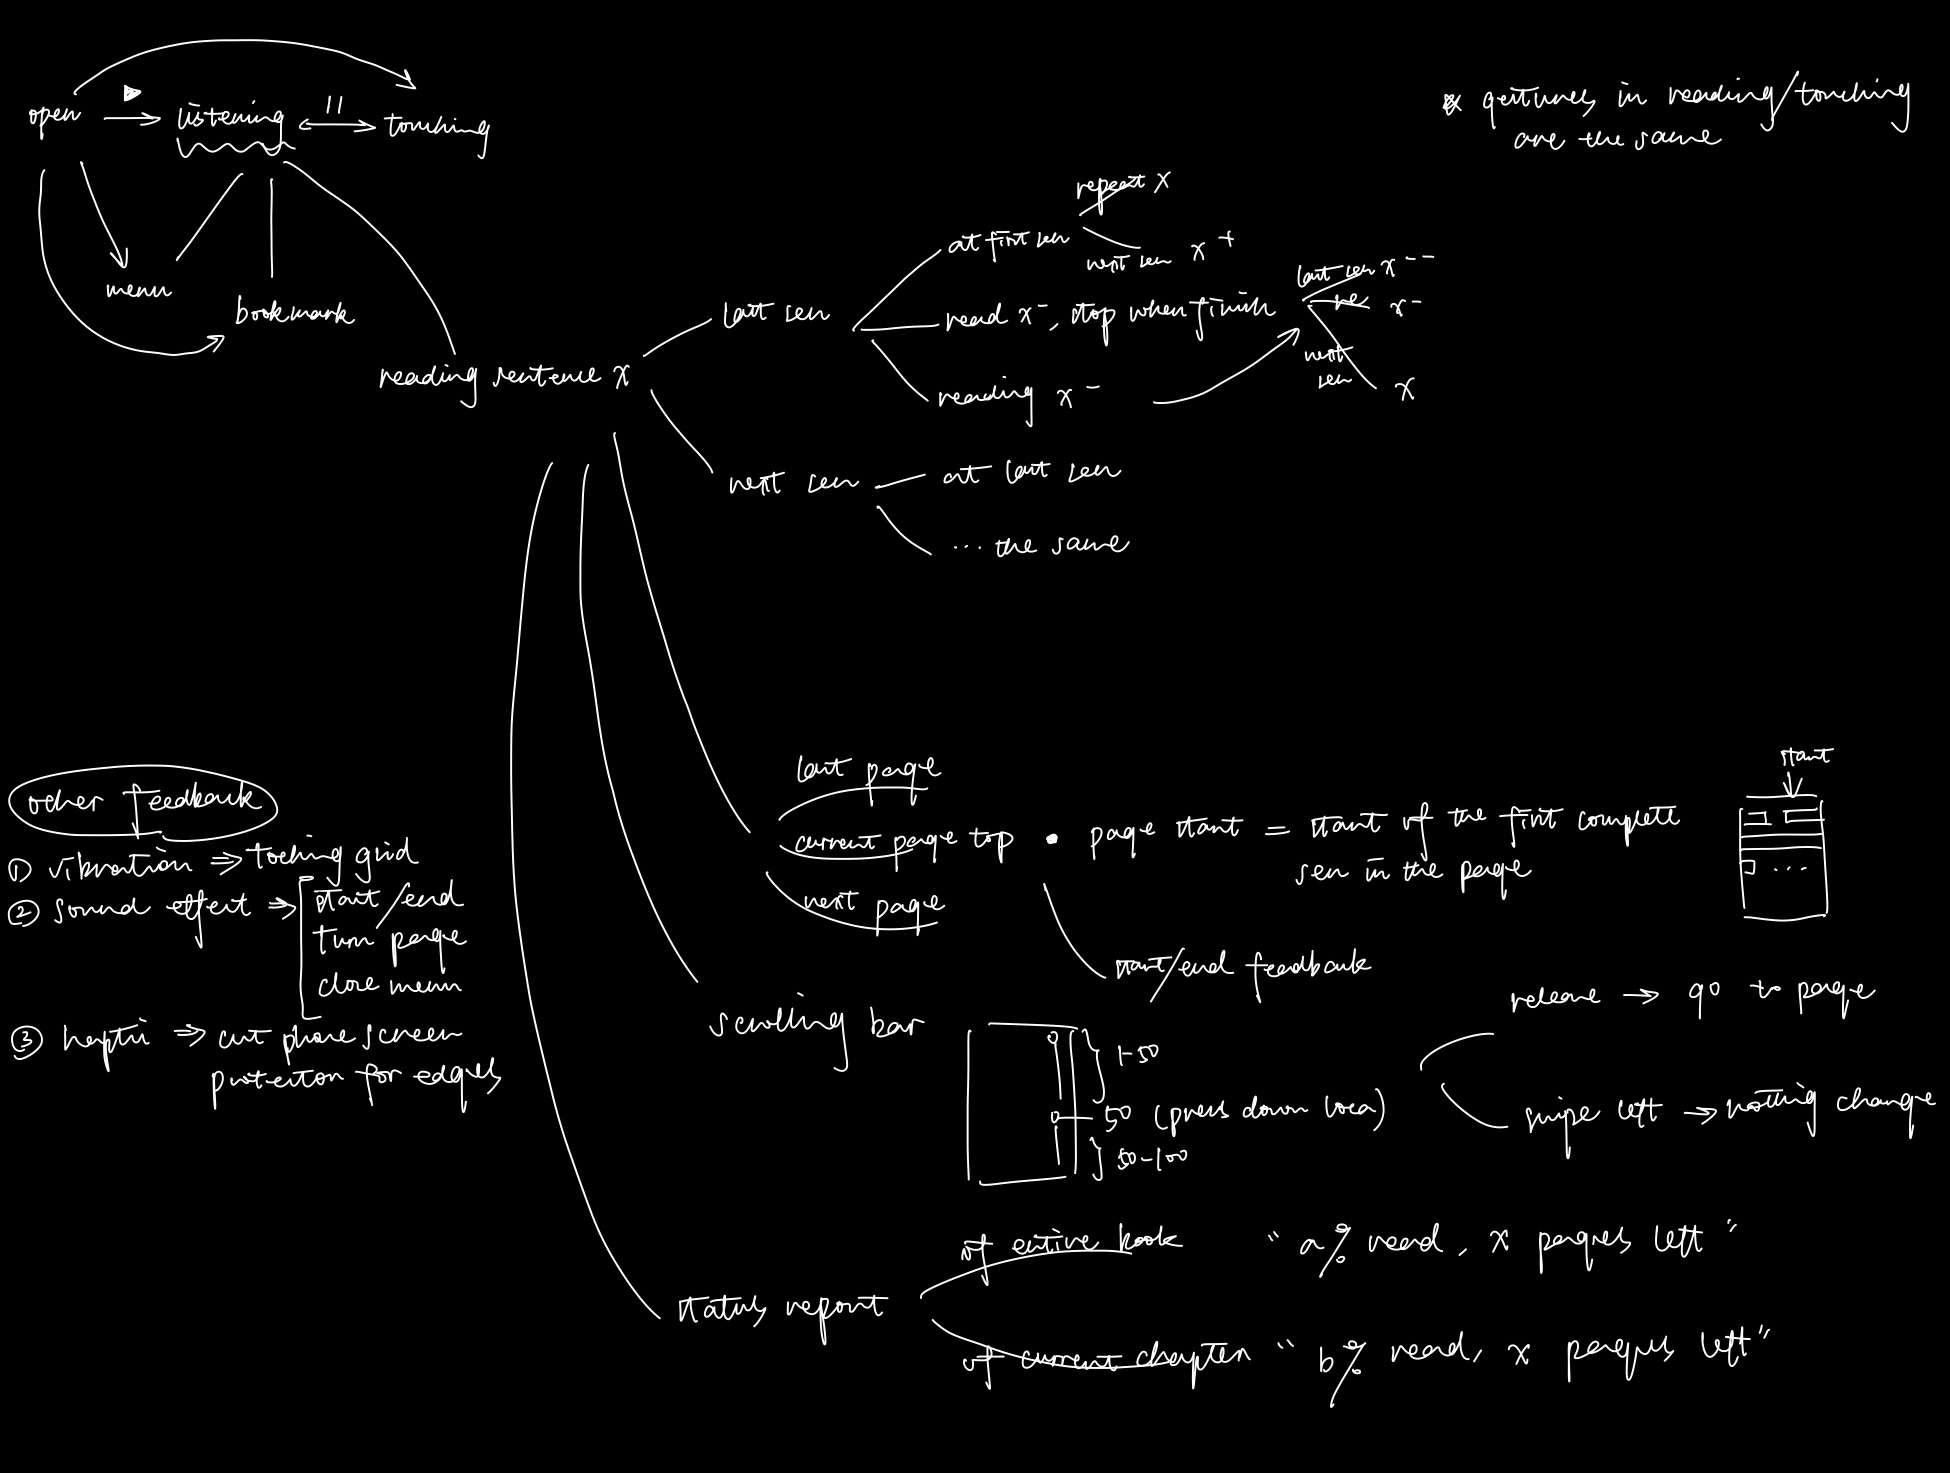 open → listening ↔ touching
menu
bookmark
* gestures in reading/touching
are the same
reading sentence x
last sen
at first sen
repeat x
next sen x+
read x-, stop when finish
last sen x--
re x-
next
sen x
reading x-
next sen
at last sen
... the same
last page
current page top • page start = start of the first complete
sen in the page
next page
start/end feedback
start
...
scrolling bar
1-50
50 (press down loca)
50-100
release → go to page
swipe left → nothing change
status report
of entire book "a% read, x pages left"
of current chapter "b% read, x pages left"
other feedback
① vibration ⇒ toching grid
② sound effect ⇒ start/end
turn page
close menu
③ haptic ⇒ cut phone screen
protection for edges